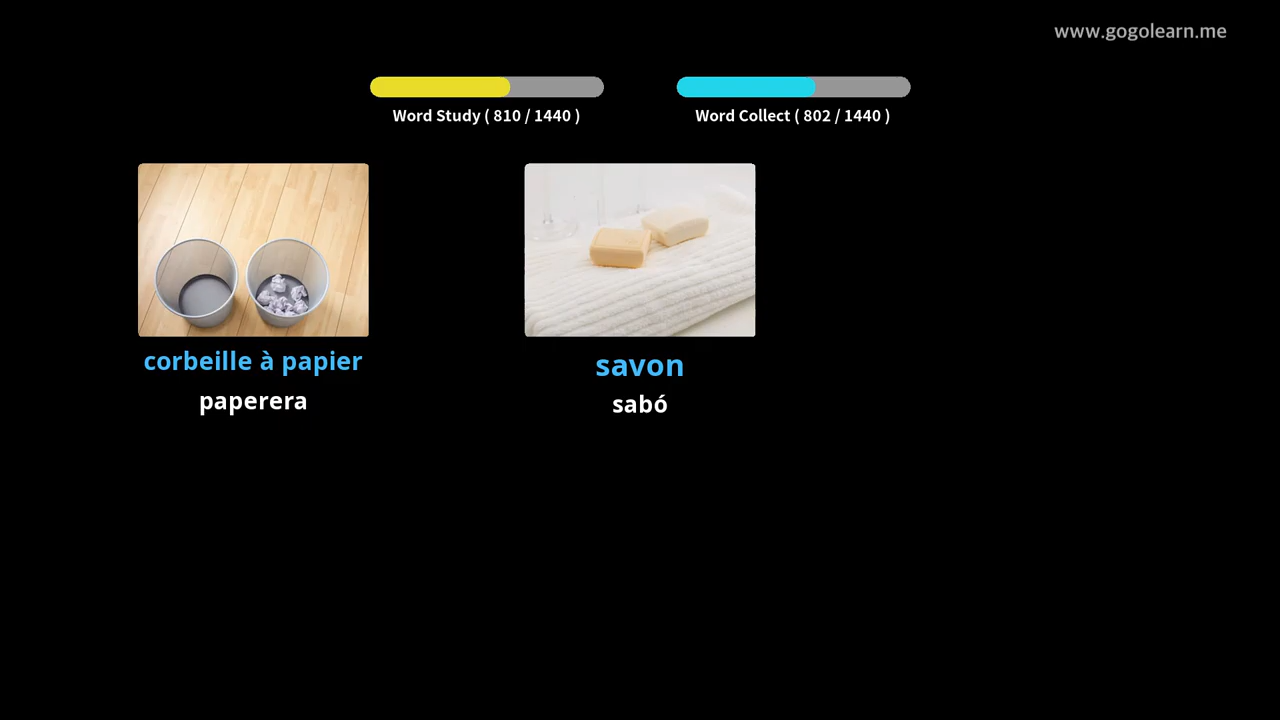 www.gogolearn.me
Word Study ( 810 / 1440 )
Word Collect ( 802 / 1440 )
corbeille à papier
paperera
savon
sabó